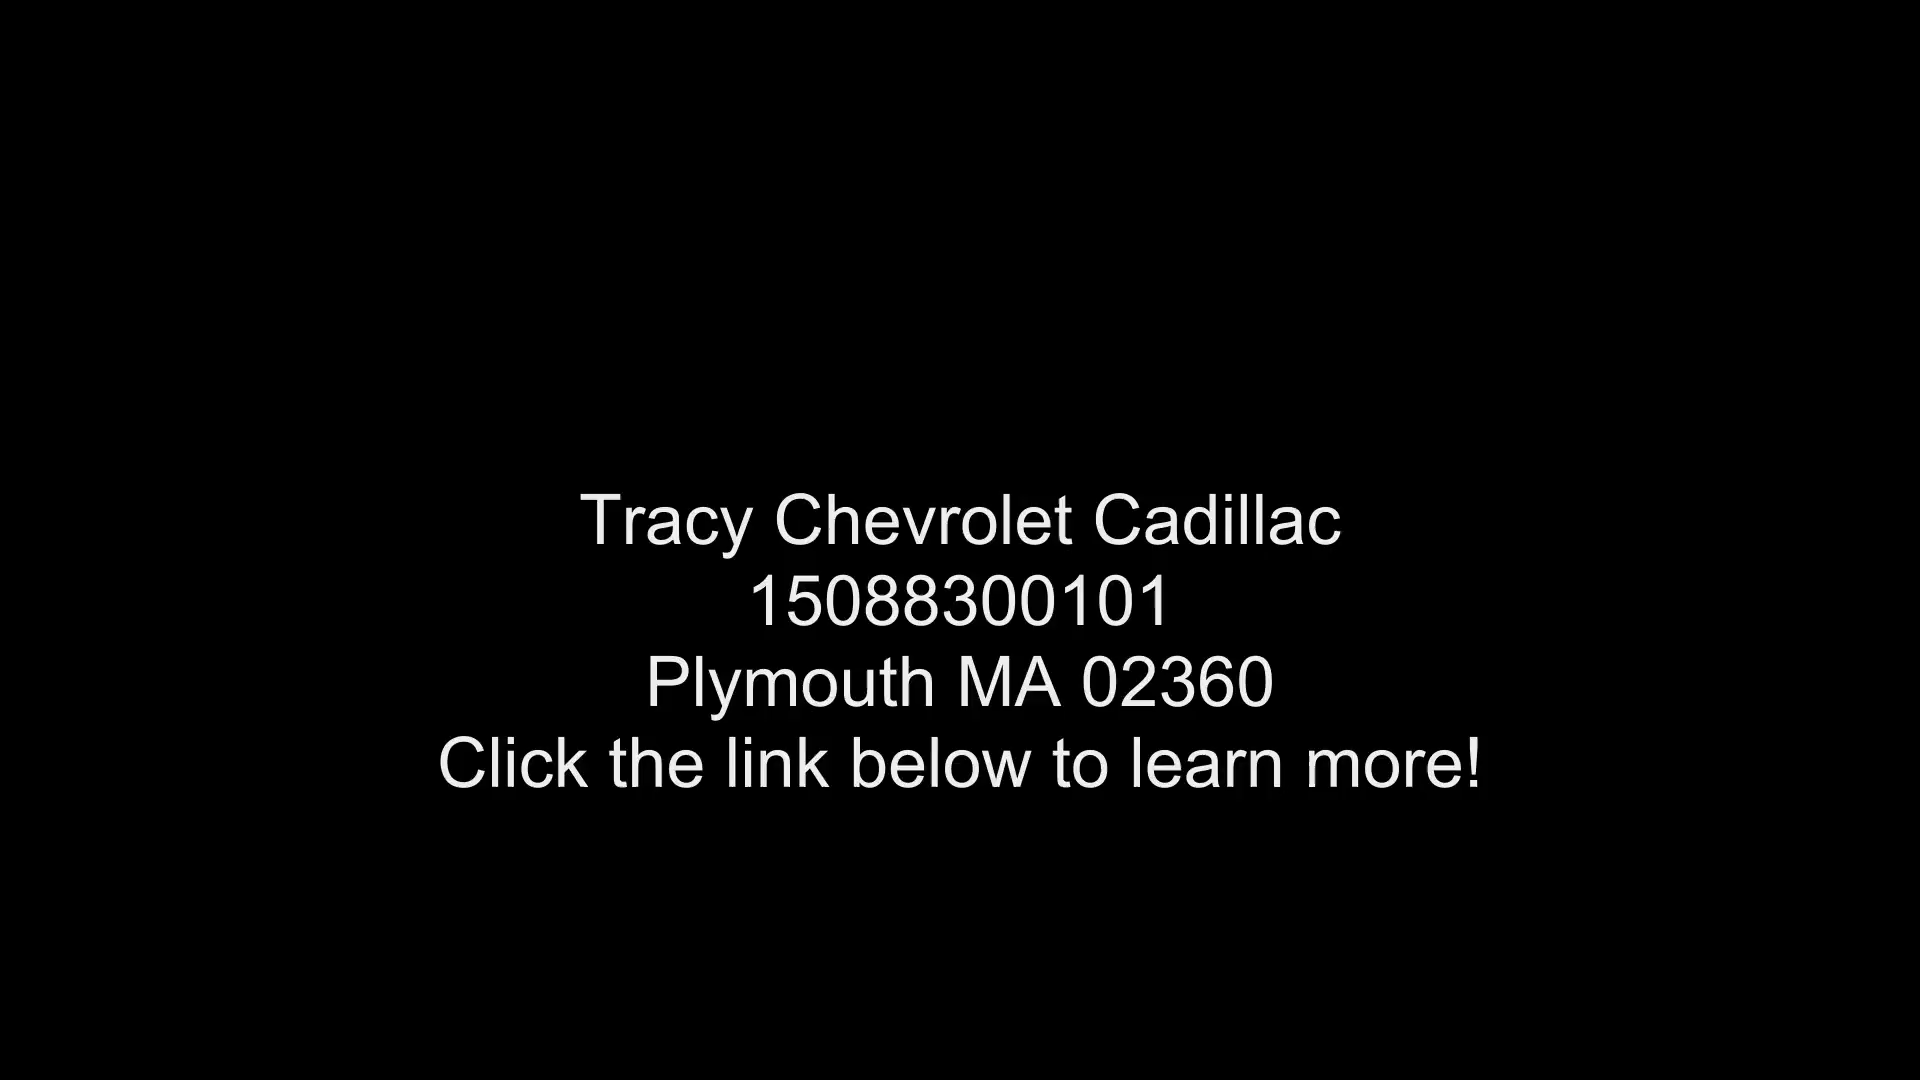 Tracy Chevrolet Cadillac
15088300101
Plymouth MA 02360
Click the link below to learn more!